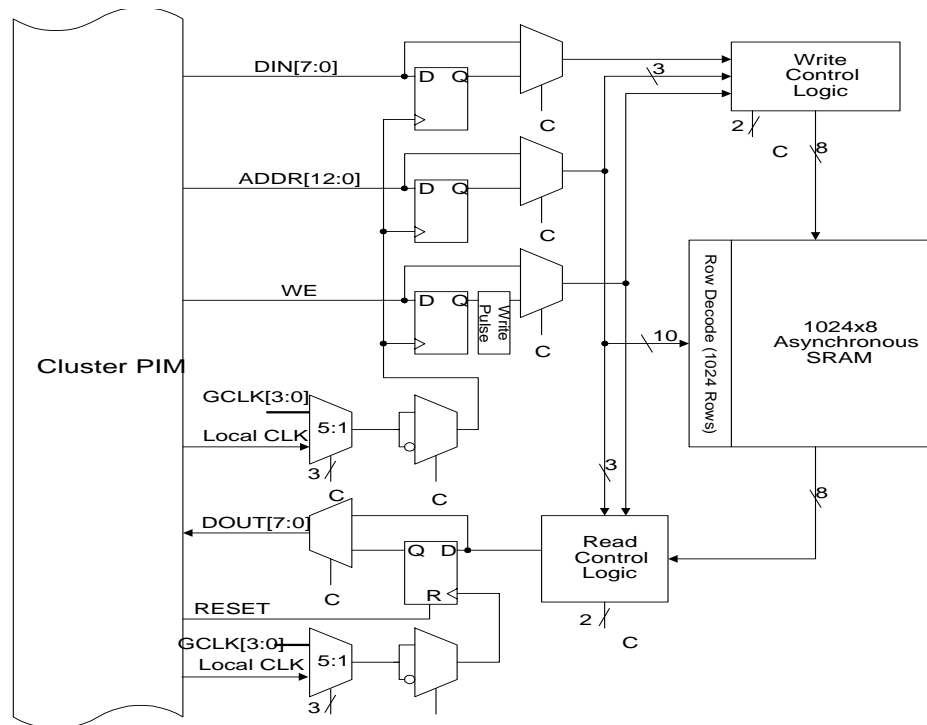 DIN[7:0]
D Q
C
3
Write
Control
Logic
2
C
8
ADDR[12:0]
D Q
C
WE
D Q
Write
Pulse
C
10
Row Decode (1024 Rows)
1024x8
Asynchronous
SRAM
Cluster PIM
GCLK[3:0]
5:1
Local CLK
3
C
C
3
8
DOUT[7:0]
Q D
R
C
Read
Control
Logic
2
C
RESET
GCLK[3:0]
5:1
Local CLK
3